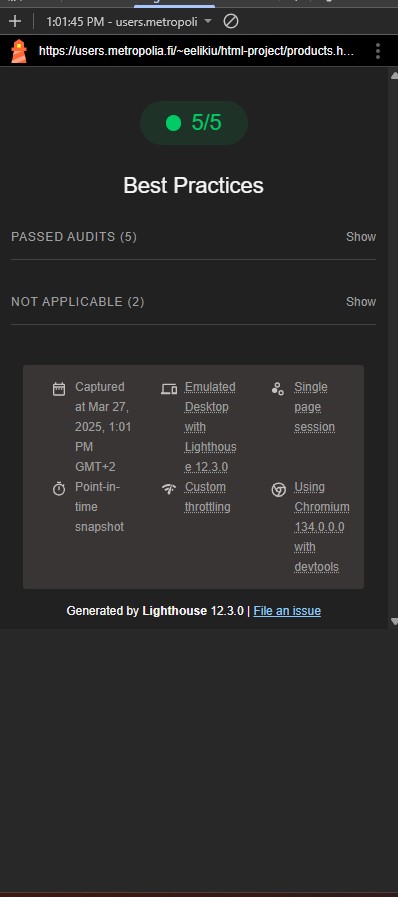 1:01:45 PM - users.metropoli
https://users.metropolia.fi/~eelikiu/html-project/products.h...
5/5
Best Practices
PASSED AUDITS (5) Show
NOT APPLICABLE (2) Show
Captured
at Mar 27,
2025, 1:01
PM
GMT+2
Emulated
Desktop
with
Lighthous
e 12.3.0
Single
page
session
Point-in-
time
snapshot
Custom
throttling
Using
Chromium
134.0.0.0
with
devtools
Generated by Lighthouse 12.3.0 | File an issue